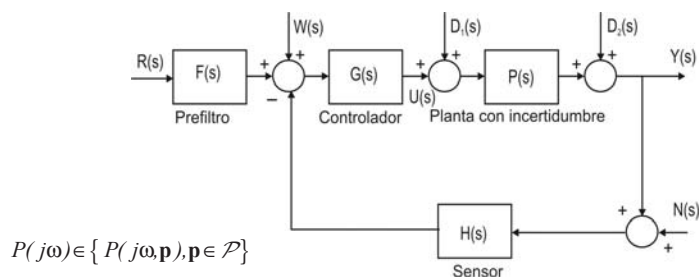 W(s)
D₁(s)
D₂(s)
R(s)
F(s)
+
+
−
G(s)
+
+
U(s)
P(s)
+
+
Y(s)
Prefiltro
Controlador
Planta con incertidumbre
H(s)
Sensor
+
+
N(s)
P(jω)∈{P(jω,p),p∈𝒫}